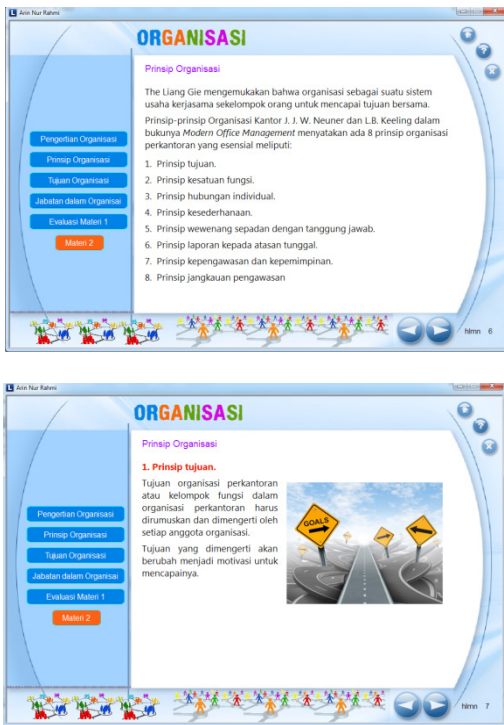 Arin Nur Rahmi
ORGANISASI
Prinsip Organisasi
The Liang Gie mengemukakan bahwa organisasi sebagai suatu sistem
usaha kerjasama sekelompok orang untuk mencapai tujuan bersama.
Prinsip-prinsip Organisasi Kantor J. J. W. Neuner dan L.B. Keeling dalam
bukunya Modern Office Management menyatakan ada 8 prinsip organisasi
perkantoran yang esensial meliputi:
1. Prinsip tujuan.
2. Prinsip kesatuan fungsi.
3. Prinsip hubungan individual.
4. Prinsip kesederhanaan.
5. Prinsip wewenang sepadan dengan tanggung jawab.
6. Prinsip laporan kepada atasan tunggal.
7. Prinsip kepengawasan dan kepemimpinan.
8. Prinsip jangkauan pengawasan
Pengertian Organisasi
Prinsip Organisasi
Tujuan Organisasi
Jabatan dalam Organisai
Evaluasi Materi 1
Materi 2
hlmn 6
Arin Nur Rahmi
ORGANISASI
Prinsip Organisasi
1. Prinsip tujuan.
Tujuan organisasi perkantoran
atau kelompok fungsi dalam
organisasi perkantoran harus
dirumuskan dan dimengerti oleh
setiap anggota organisasi.
Tujuan yang dimengerti akan
berubah menjadi motivasi untuk
mencapainya.
GOALS
Pengertian Organisasi
Prinsip Organisasi
Tujuan Organisasi
Jabatan dalam Organisai
Evaluasi Materi 1
Materi 2
hlmn 7